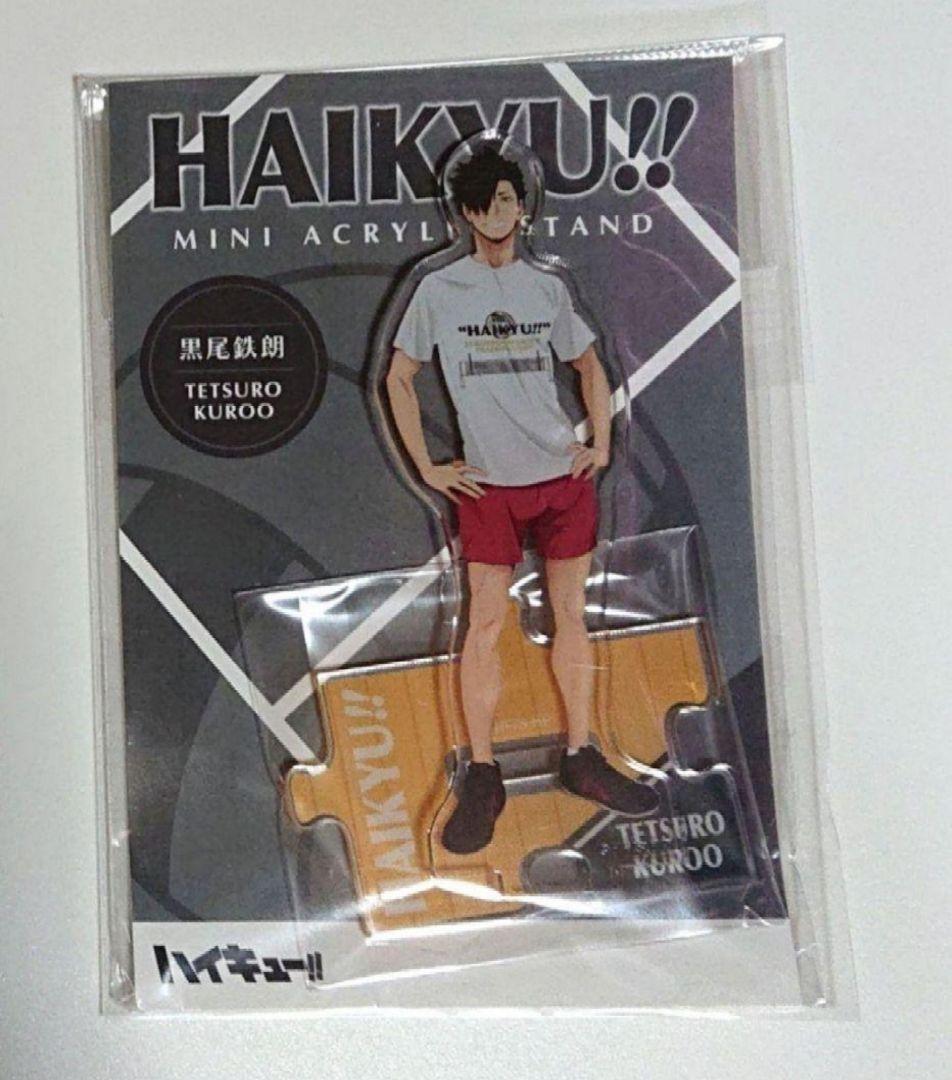 HAIKYU!!
MINI ACRYLIC STAND
黒尾鉄朗
TETSURO
KUROO
"HAIKYU!!"
HAIKYU!!
TETSURO
KUROO
ハイキュー!!